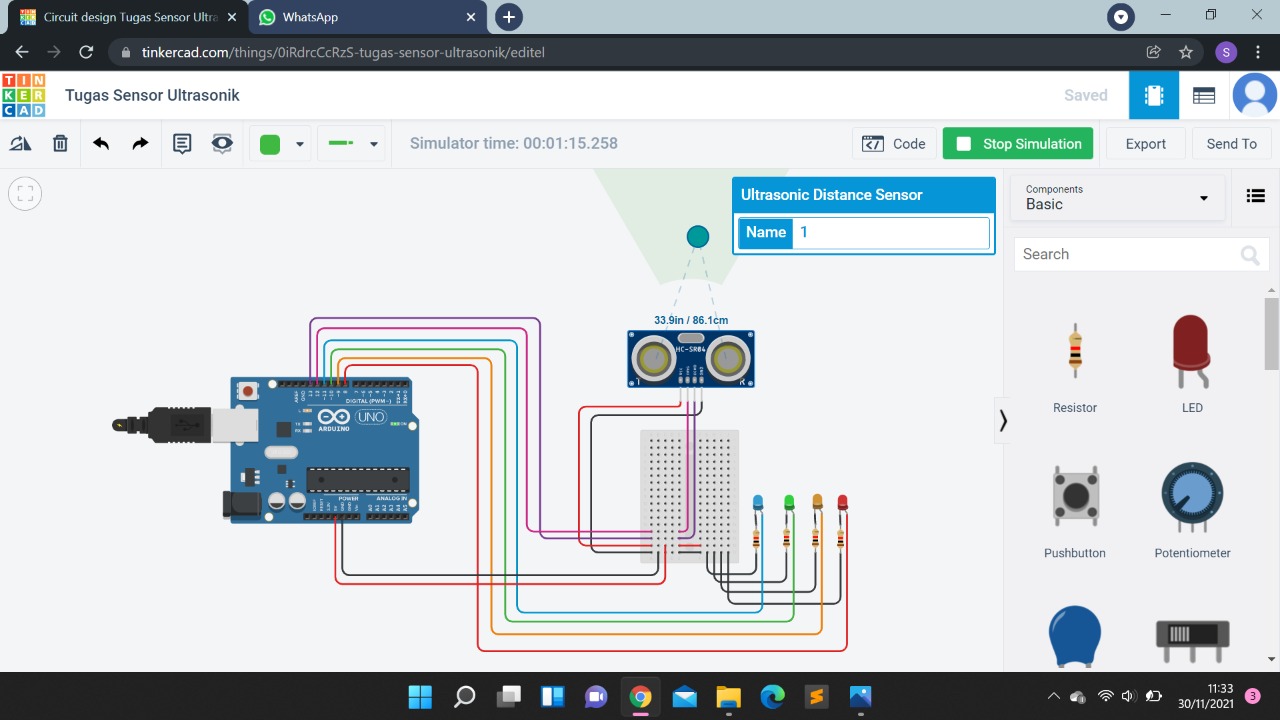 Circuit design Tugas Sensor Ultra
WhatsApp
tinkercad.com/things/0iRdrcCcRzS-tugas-sensor-ultrasonik/editel
S
TIN
KER
CAD
Tugas Sensor Ultrasonik
Saved
Simulator time: 00:01:15.258
Code
Stop Simulation
Export
Send To
Ultrasonic Distance Sensor
Name 1
Components
Basic
Search
33.9in / 86.1cm
HC-SR04
T
R
DIGITAL (PWM~)
UNO
ARDUINO
POWER
ANALOG IN
Resistor
LED
Pushbutton
Potentiometer
11:33
30/11/2021
3